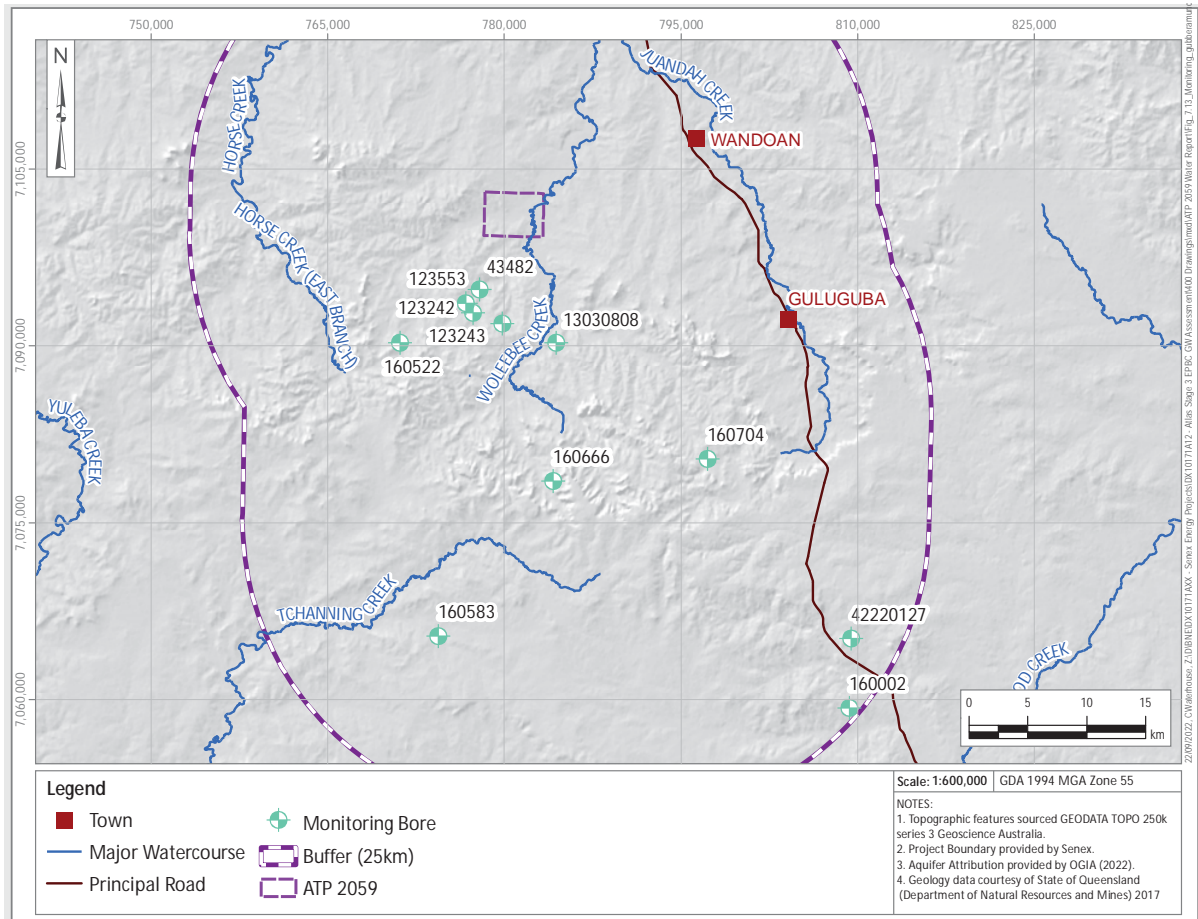 750,000
765,000
780,000
795,000
810,000
825,000
N
7,105,000
7,090,000
7,075,000
7,060,000
HORSE CREEK
HORSE CREEK (EAST BRANCH)
JUANDAH CREEK
WANDOAN
GULUGUBA
WOLEEBEE CREEK
YULEBA CREEK
TCHANNING CREEK
OD CREEK
43482
123553
123242
123243
13030808
160522
160704
160666
160583
42220127
160002
0 5 10 15
km
Legend
Town
Major Watercourse
Principal Road
Monitoring Bore
Buffer (25km)
ATP 2059
Scale: 1:600,000
GDA 1994 MGA Zone 55
NOTES:
1. Topographic features sourced GEODATA TOPO 250k
series 3 Geoscience Australia.
2. Project Boundary provided by Senex.
3. Aquifer Attribution provided by OGIA (2022).
4. Geology data courtesy of State of Queensland
(Department of Natural Resources and Mines) 2017